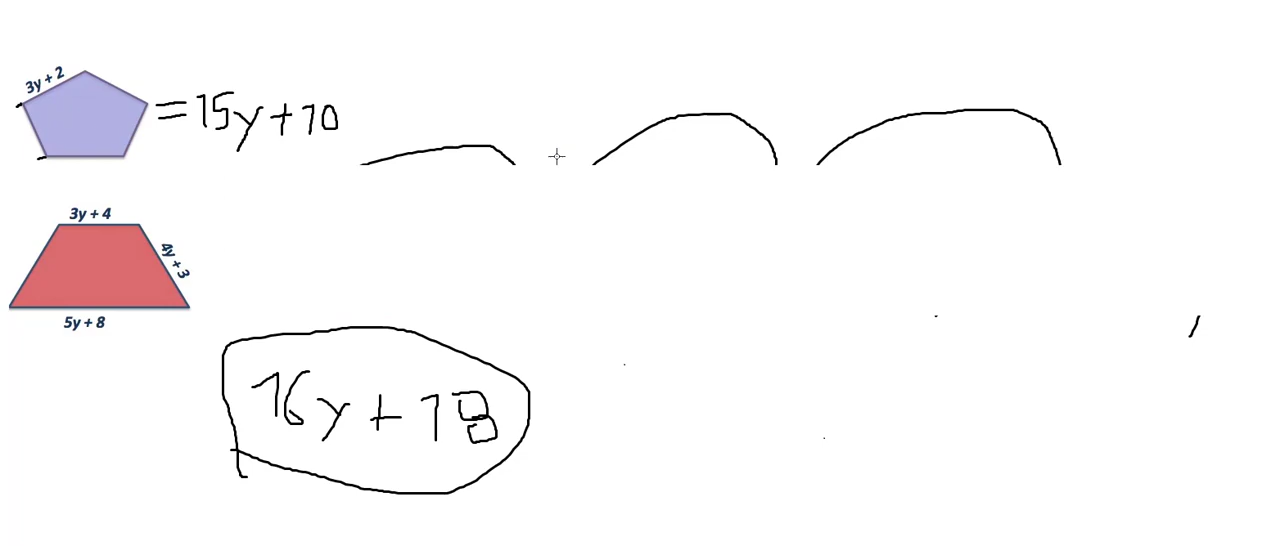 3y + 2
=15y+10
3y + 4
4y + 3
5y + 8
16y+18